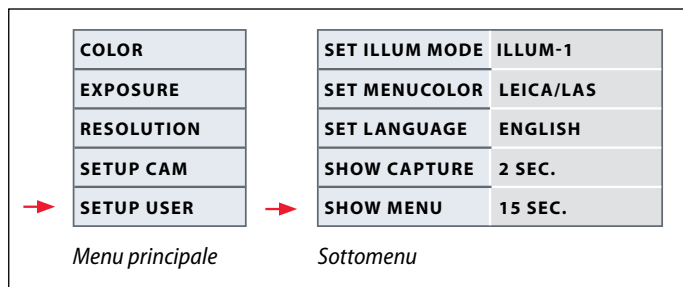 COLOR
EXPOSURE
RESOLUTION
SETUP CAM
SETUP USER
Menu principale
SET ILLUM MODE ILLUM-1
SET MENUCOLOR LEICA/LAS
SET LANGUAGE ENGLISH
SHOW CAPTURE 2 SEC.
SHOW MENU 15 SEC.
Sottomenu